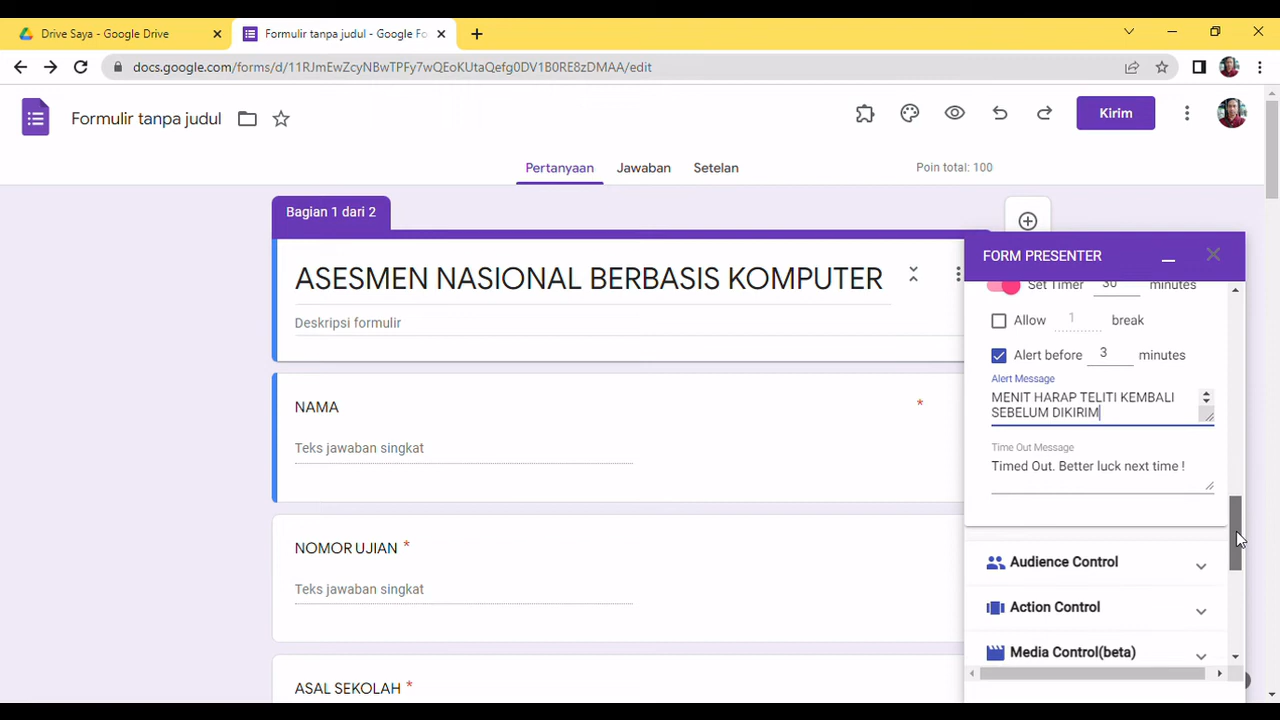 Drive Saya - Google Drive
Formulir tanpa judul - Google Fo
docs.google.com/forms/d/11RJmEwZcyNBwTPFy7wQEoKUtaQefg0DV1B0RE8zDMAA/edit
Formulir tanpa judul
Kirim
Pertanyaan
Jawaban
Setelan
Poin total: 100
Bagian 1 dari 2
ASESMEN NASIONAL BERBASIS KOMPUTER
Deskripsi formulir
NAMA *
Teks jawaban singkat
NOMOR UJIAN *
Teks jawaban singkat
ASAL SEKOLAH *
FORM PRESENTER
Set Timer 30 minutes
Allow 1 break
Alert before 3 minutes
Alert Message
MENIT HARAP TELITI KEMBALI
SEBELUM DIKIRIM
Time Out Message
Timed Out. Better luck next time !
Audience Control
Action Control
Media Control(beta)